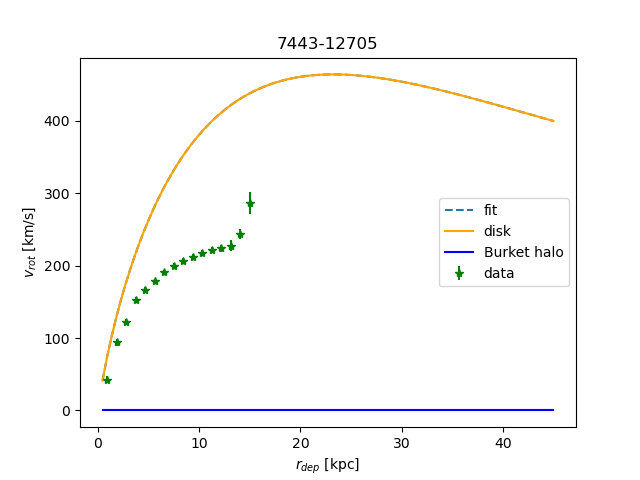 7443-12705
400
300
200
100
0
v_rot [km/s]
fit
disk
Burket halo
data
0 10 20 30 40
r_dep [kpc]